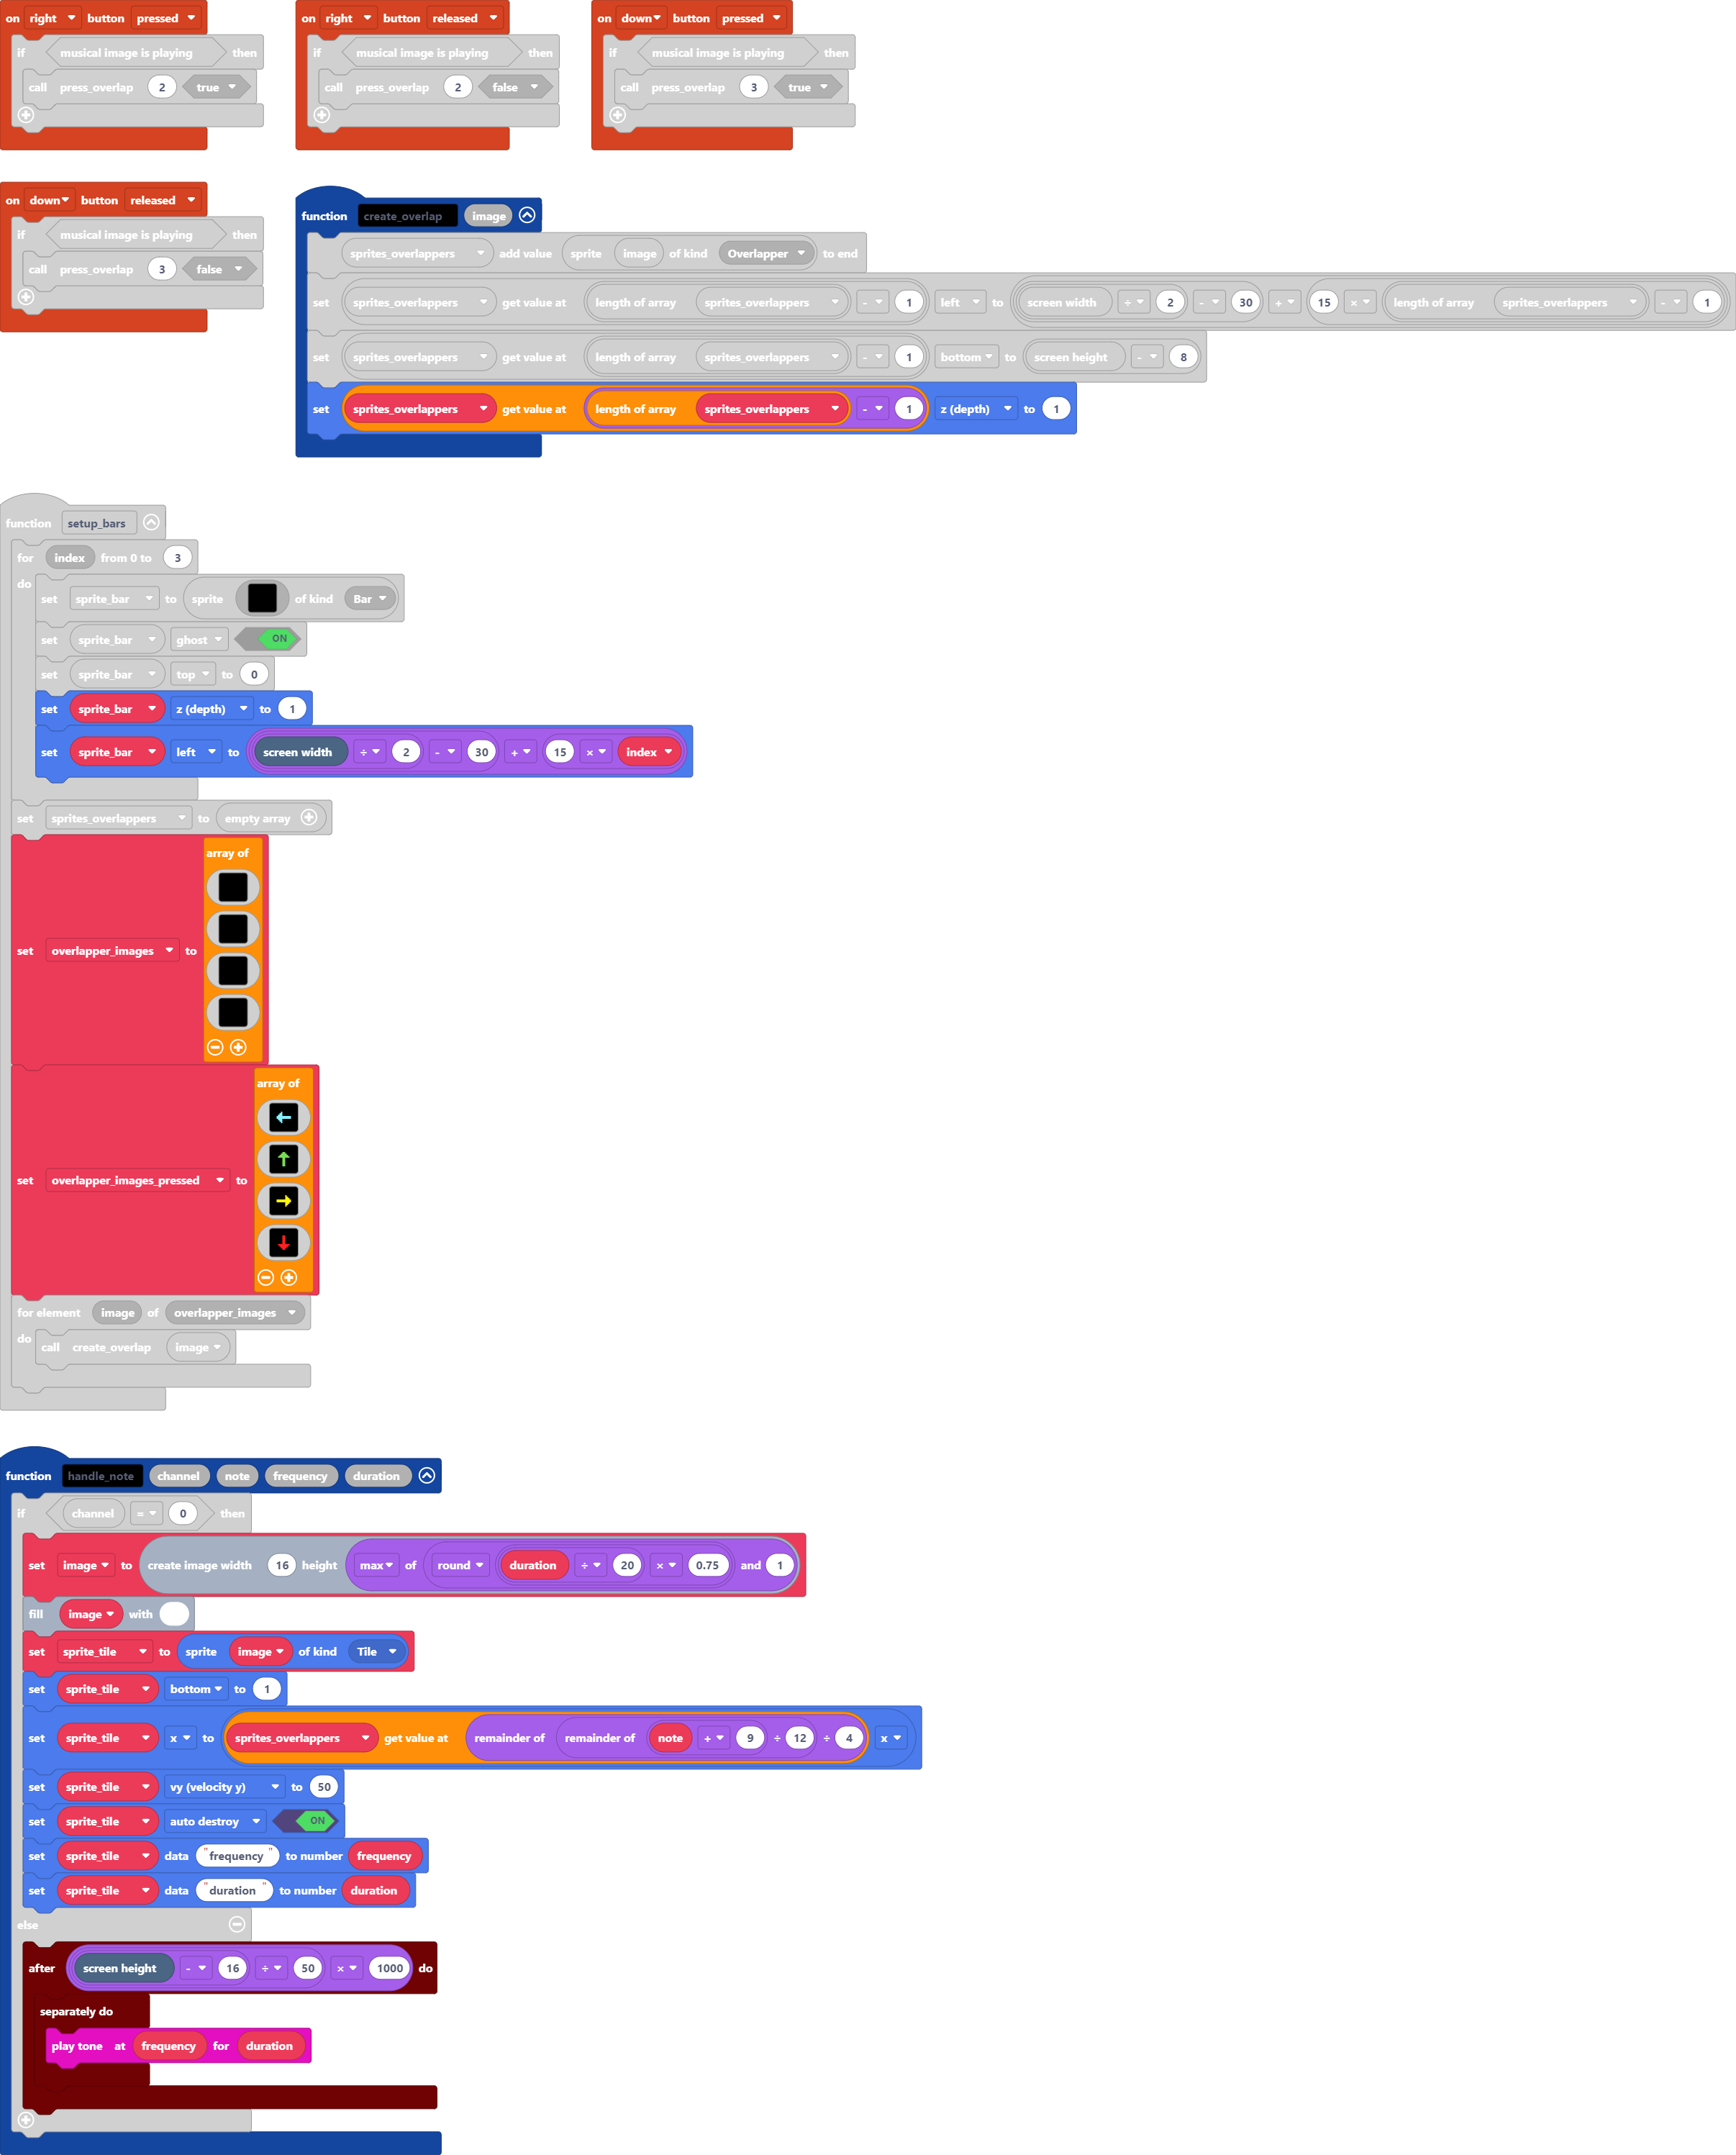 on right button pressed
if musical image is playing then
call press_overlap 2 true
on right button released
if musical image is playing then
call press_overlap 2 false
on down button pressed
if musical image is playing then
call press_overlap 3 true
on down button released
if musical image is playing then
call press_overlap 3 false
function create_overlap image
sprites_overlappers add value sprite image of kind Overlapper to end
set sprites_overlappers get value at length of array sprites_overlappers - 1 left to screen width ÷ 2 - 30 + 15 × length of array sprites_overlappers - 1
set sprites_overlappers get value at length of array sprites_overlappers - 1 bottom to screen height - 8
set sprites_overlappers get value at length of array sprites_overlappers - 1 z (depth) to 1
function setup_bars
for index from 0 to 3
do
set sprite_bar to sprite of kind Bar
set sprite_bar ghost ON
set sprite_bar top to 0
set sprite_bar z (depth) to 1
set sprite_bar left to screen width ÷ 2 - 30 + 15 × index
set sprites_overlappers to empty array
array of
set overlapper_images to
array of
set overlapper_images_pressed to
for element image of overlapper_images
do
call create_overlap image
function handle_note channel note frequency duration
if channel = 0 then
set image to create image width 16 height max of round duration ÷ 20 × 0.75 and 1
fill image with
set sprite_tile to sprite image of kind Tile
set sprite_tile bottom to 1
set sprite_tile x to sprites_overlappers get value at remainder of remainder of note + 9 ÷ 12 ÷ 4 x
set sprite_tile vy (velocity y) to 50
set sprite_tile auto destroy ON
set sprite_tile data "frequency" to number frequency
set sprite_tile data "duration" to number duration
else
after screen height - 16 ÷ 50 × 1000 do
separately do
play tone at frequency for duration